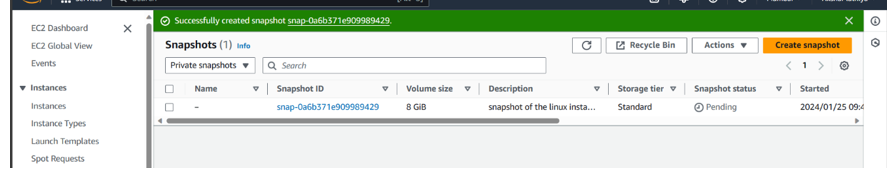 EC2 Dashboard
EC2 Global View
Events
Instances
Instances
Instance Types
Launch Templates
Spot Requests
Successfully created snapshot snap-0a6b371e909989429.
Snapshots (1) Info
Recycle Bin
Actions
Create snapshot
Private snapshots
Search
1
Name Snapshot ID Volume size Description Storage tier Snapshot status Started
– snap-0a6b371e909989429 8 GiB snapshot of the linux insta... Standard Pending 2024/01/25 09:4